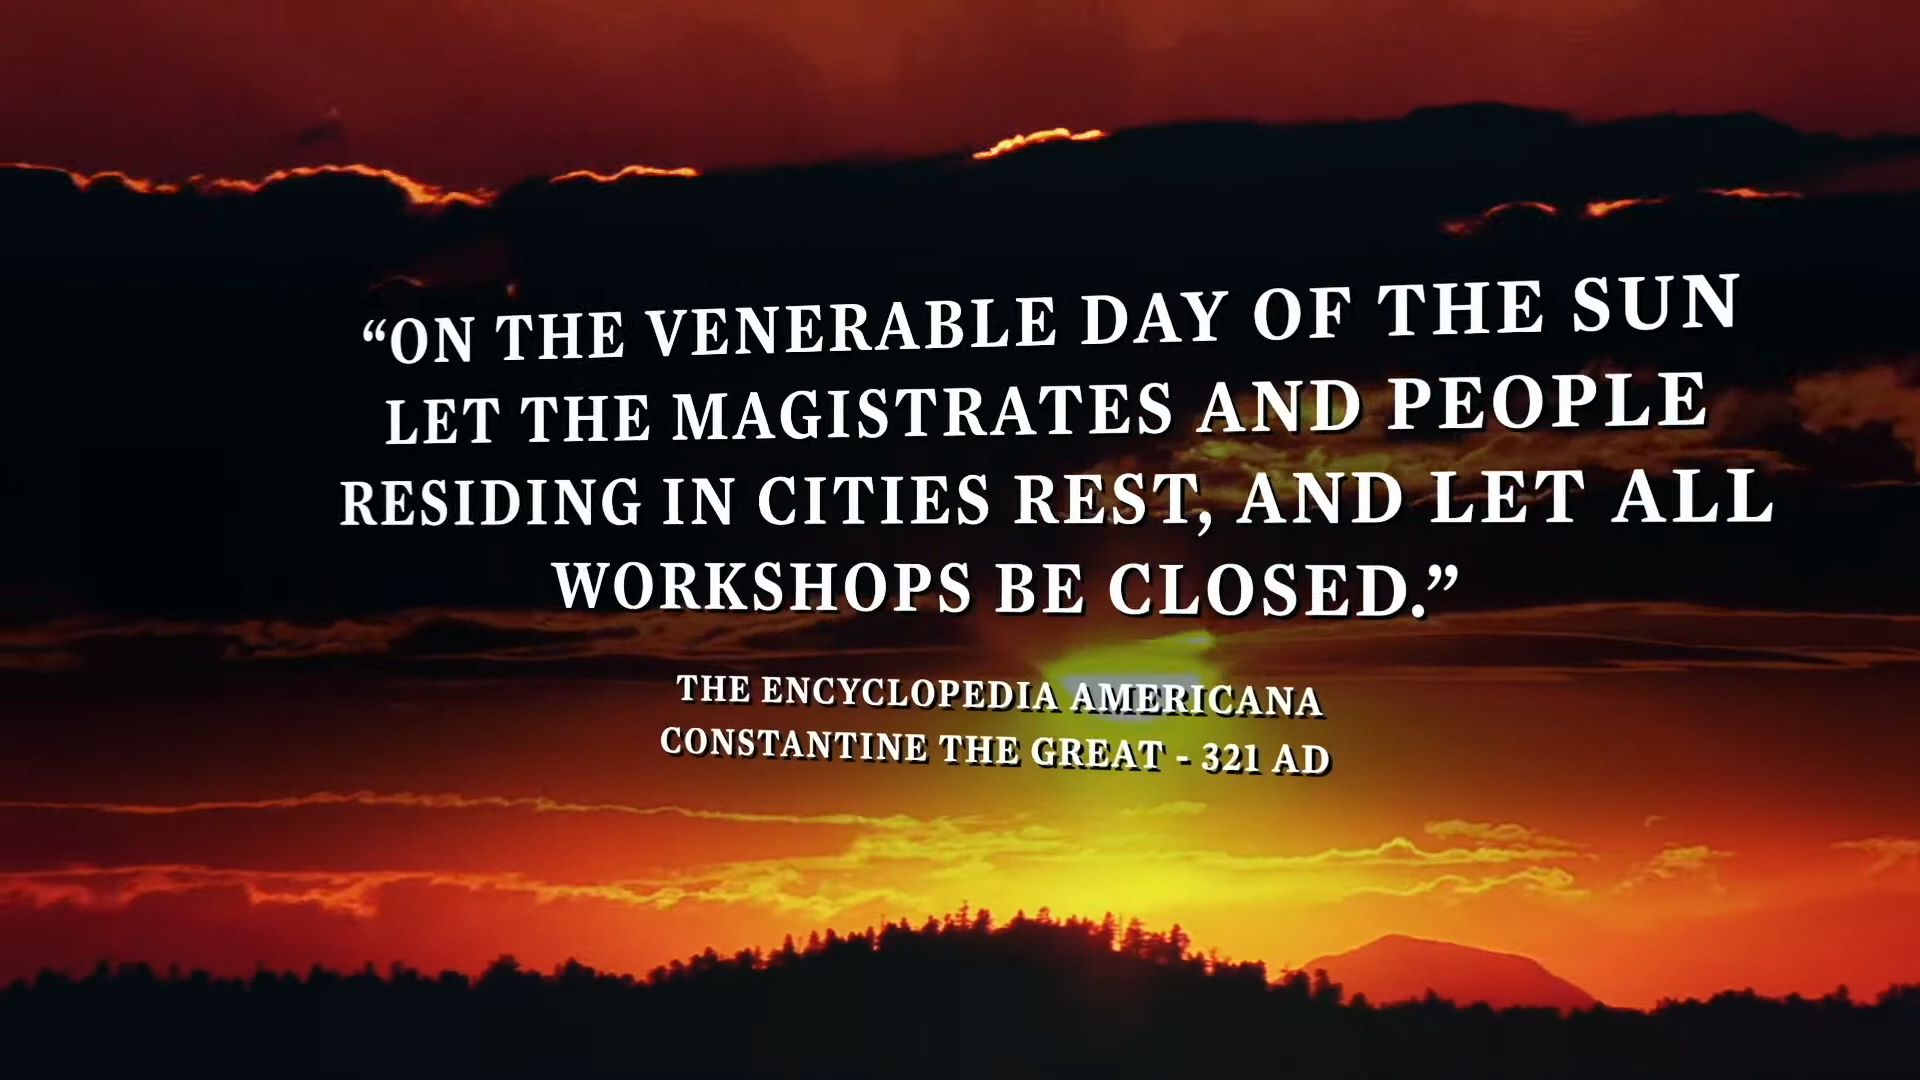 “ON THE VENERABLE DAY OF THE SUN
LET THE MAGISTRATES AND PEOPLE
RESIDING IN CITIES REST, AND LET ALL
WORKSHOPS BE CLOSED.”
THE ENCYCLOPEDIA AMERICANA
CONSTANTINE THE GREAT - 321 AD